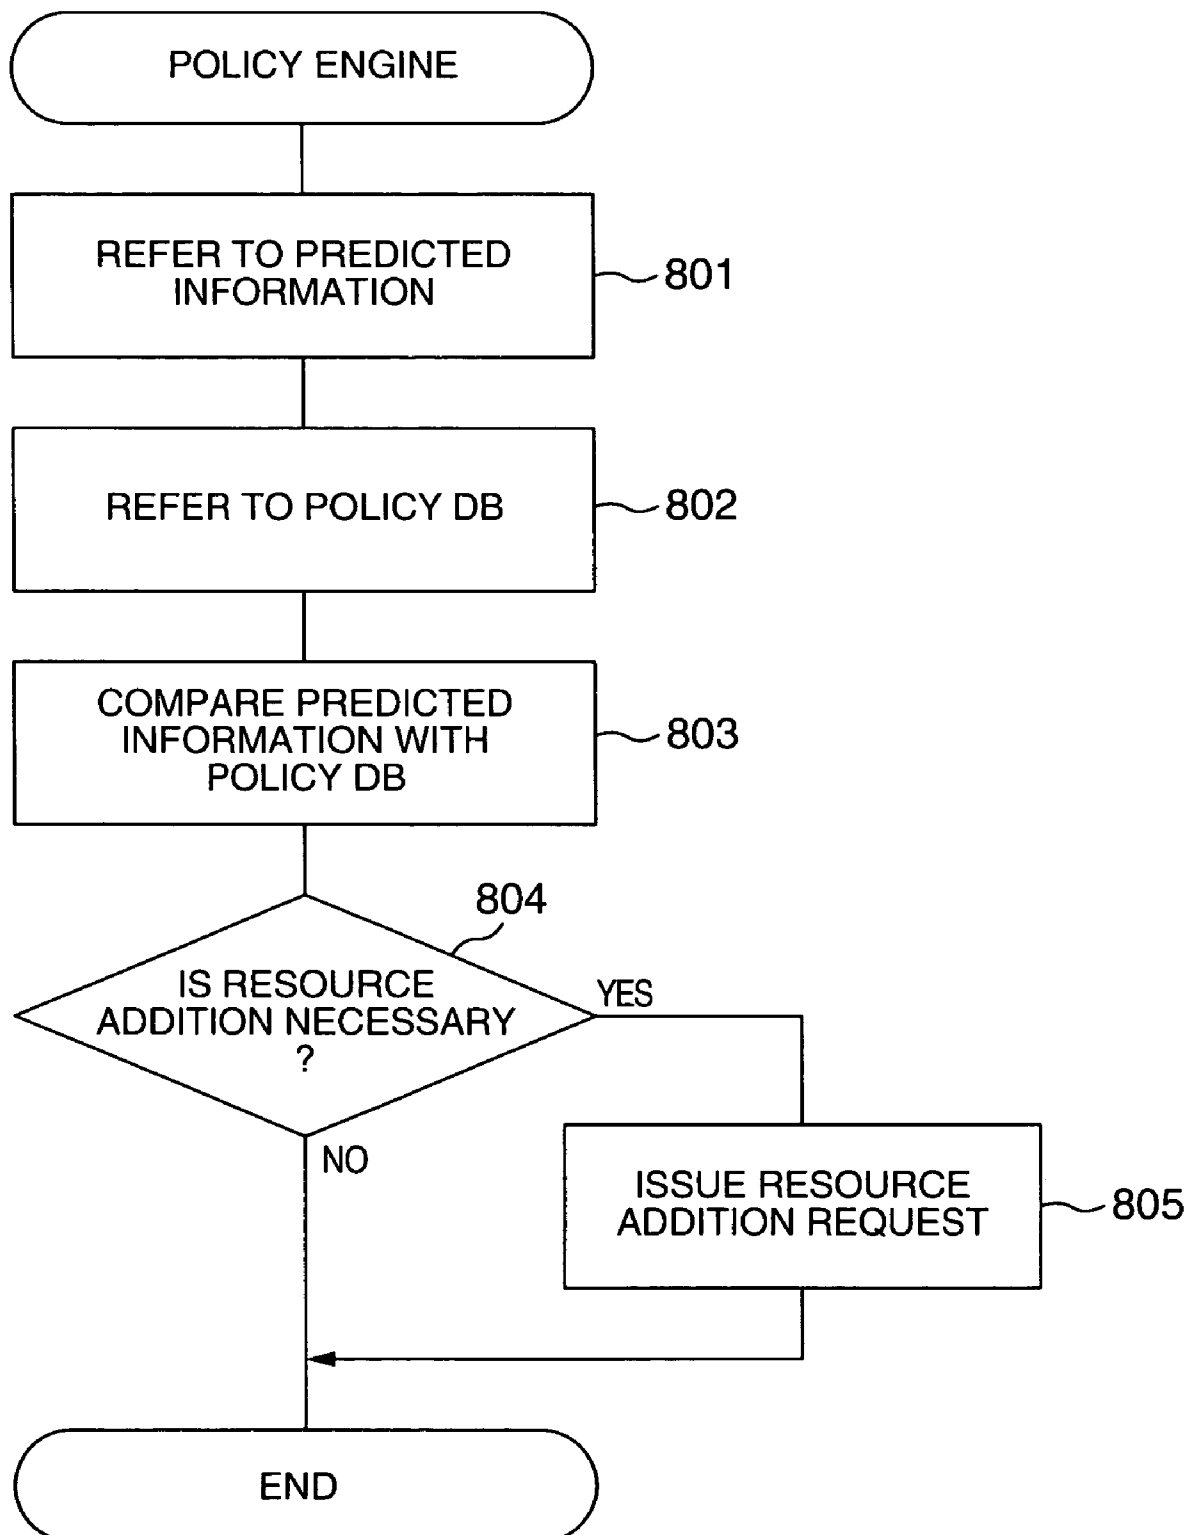 POLICY ENGINE
REFER TO PREDICTED
INFORMATION
801
REFER TO POLICY DB
802
COMPARE PREDICTED
INFORMATION WITH
POLICY DB
803
804
IS RESOURCE
ADDITION NECESSARY
?
YES
NO
ISSUE RESOURCE
ADDITION REQUEST
805
END